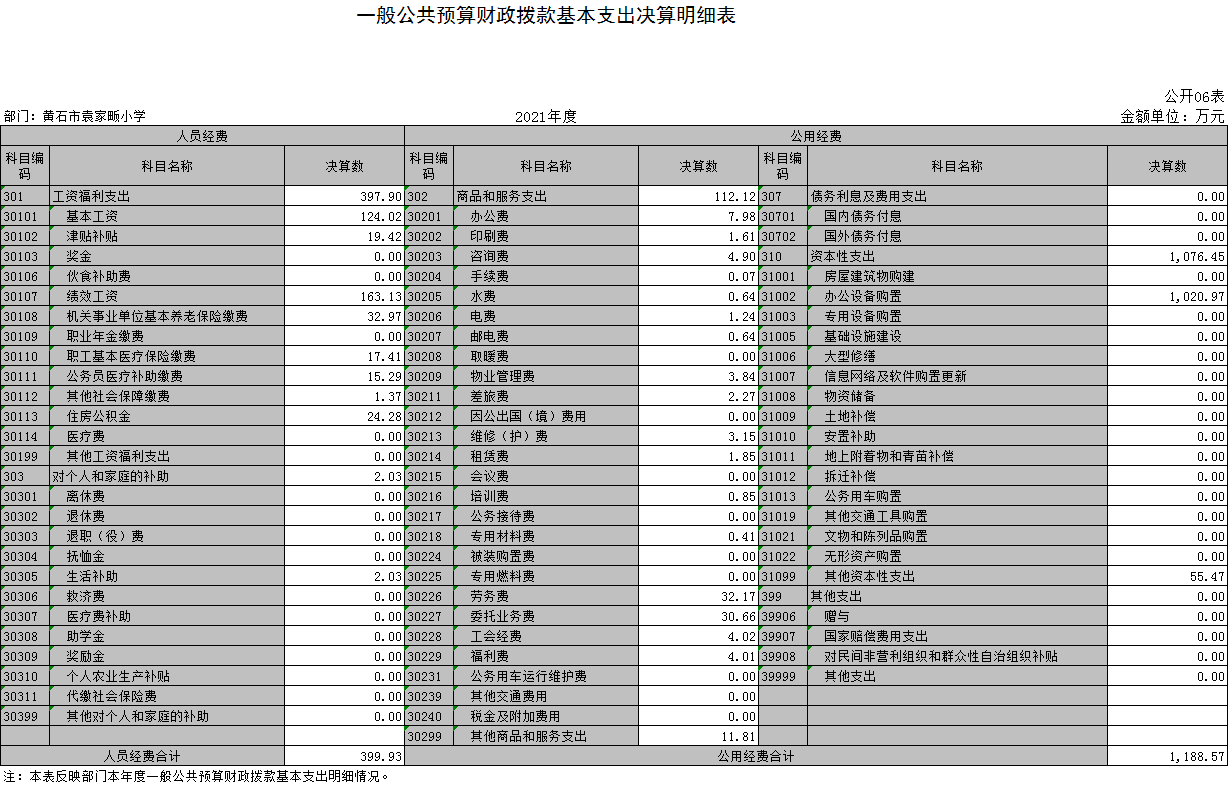 一般公共预算财政拨款基本支出决算明细表
公开06表
部门：黄石市袁家畈小学 2021年度 金额单位：万元
人员经费 公用经费
科目编码 科目名称 决算数 科目编码 科目名称 决算数 科目编码 科目名称 决算数
301 工资福利支出 397.90 302 商品和服务支出 112.12 307 债务利息及费用支出 0.00
30101 基本工资 124.02 30201 办公费 7.98 30701 国内债务付息 0.00
30102 津贴补贴 19.42 30202 印刷费 1.61 30702 国外债务付息 0.00
30103 奖金 0.00 30203 咨询费 4.90 310 资本性支出 1,076.45
30106 伙食补助费 0.00 30204 手续费 0.07 31001 房屋建筑物购建 0.00
30107 绩效工资 163.13 30205 水费 0.64 31002 办公设备购置 1,020.97
30108 机关事业单位基本养老保险缴费 32.97 30206 电费 1.24 31003 专用设备购置 0.00
30109 职业年金缴费 0.00 30207 邮电费 0.64 31005 基础设施建设 0.00
30110 职工基本医疗保险缴费 17.41 30208 取暖费 0.00 31006 大型修缮 0.00
30111 公务员医疗补助缴费 15.29 30209 物业管理费 3.84 31007 信息网络及软件购置更新 0.00
30112 其他社会保障缴费 1.37 30211 差旅费 2.27 31008 物资储备 0.00
30113 住房公积金 24.28 30212 因公出国（境）费用 0.00 31009 土地补偿 0.00
30114 医疗费 0.00 30213 维修（护）费 3.15 31010 安置补助 0.00
30199 其他工资福利支出 0.00 30214 租赁费 1.85 31011 地上附着物和青苗补偿 0.00
303 对个人和家庭的补助 2.03 30215 会议费 0.00 31012 拆迁补偿 0.00
30301 离休费 0.00 30216 培训费 0.85 31013 公务用车购置 0.00
30302 退休费 0.00 30217 公务接待费 0.00 31019 其他交通工具购置 0.00
30303 退职（役）费 0.00 30218 专用材料费 0.41 31021 文物和陈列品购置 0.00
30304 抚恤金 0.00 30224 被装购置费 0.00 31022 无形资产购置 0.00
30305 生活补助 2.03 30225 专用燃料费 0.00 31099 其他资本性支出 55.47
30306 救济费 0.00 30226 劳务费 32.17 399 其他支出 0.00
30307 医疗费补助 0.00 30227 委托业务费 30.66 39906 赠与 0.00
30308 助学金 0.00 30228 工会经费 4.02 39907 国家赔偿费用支出 0.00
30309 奖励金 0.00 30229 福利费 4.01 39908 对民间非营利组织和群众性自治组织补贴 0.00
30310 个人农业生产补贴 0.00 30231 公务用车运行维护费 0.00 39999 其他支出 0.00
30311 代缴社会保险费 0.00 30239 其他交通费用 0.00
30399 其他对个人和家庭的补助 0.00 30240 税金及附加费用 0.00
30299 其他商品和服务支出 11.81
人员经费合计 399.93 公用经费合计 1,188.57
注：本表反映部门本年度一般公共预算财政拨款基本支出明细情况。